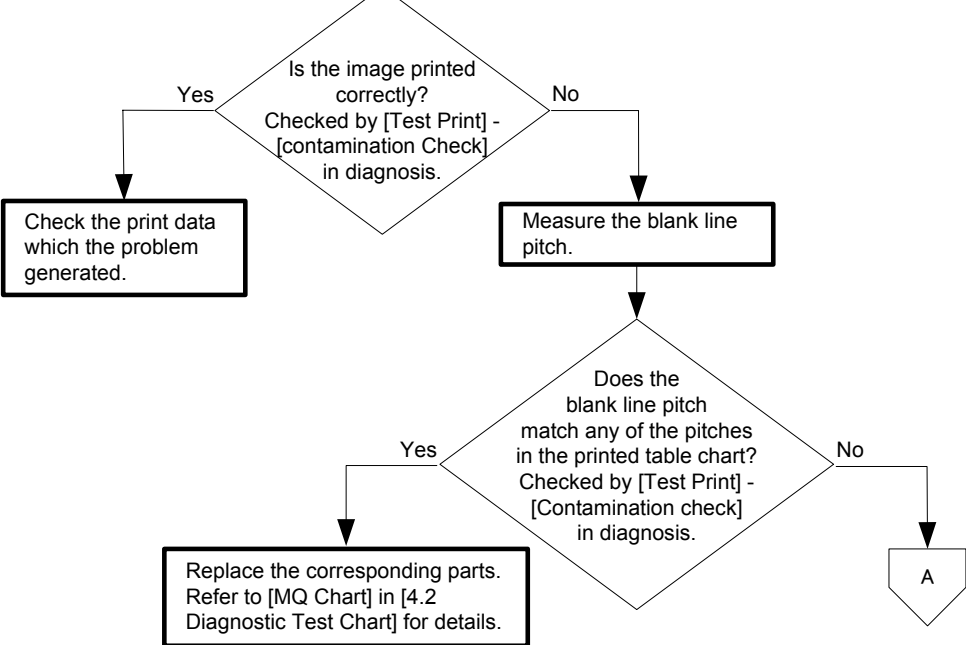 Is the image printed
correctly?
Checked by [Test Print] -
[contamination Check]
in diagnosis.
Yes
No
Check the print data
which the problem
generated.
Measure the blank line
pitch.
Does the
blank line pitch
match any of the pitches
in the printed table chart?
Checked by [Test Print] -
[Contamination check]
in diagnosis.
Yes
No
Replace the corresponding parts.
Refer to [MQ Chart] in [4.2
Diagnostic Test Chart] for details.
A